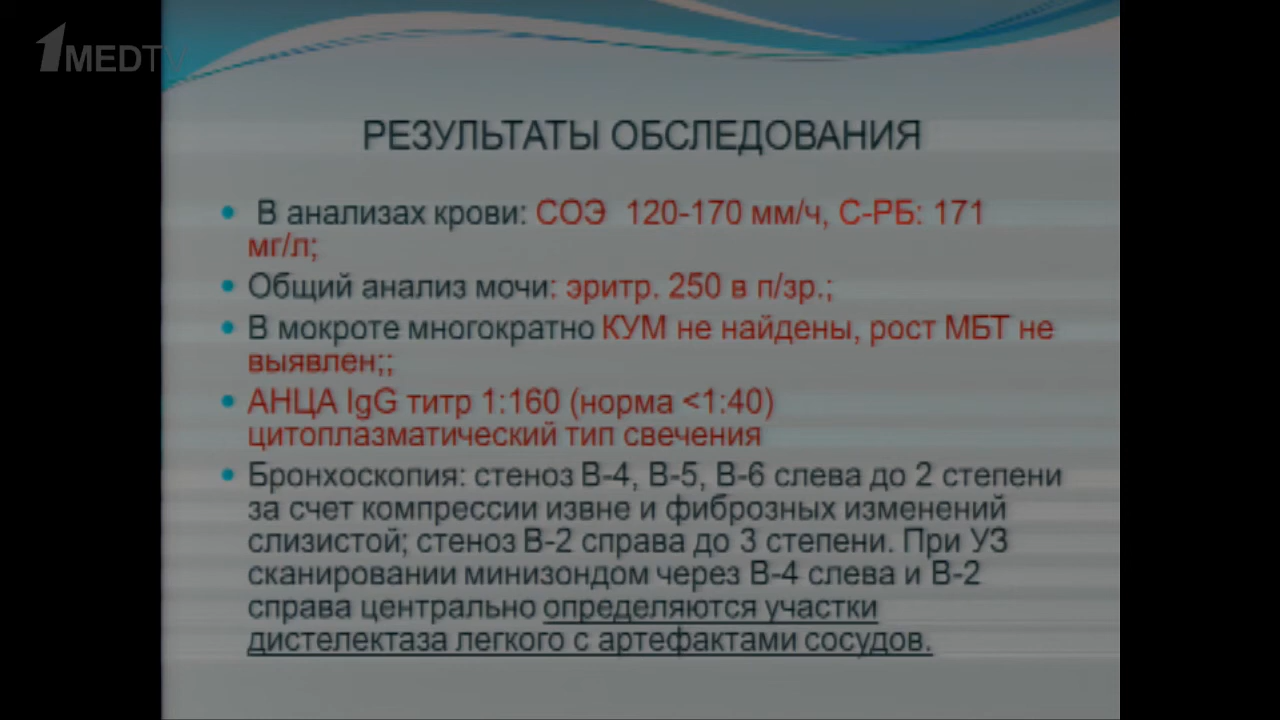 1MEDTV
РЕЗУЛЬТАТЫ ОБСЛЕДОВАНИЯ
В анализах крови: СОЭ 120-170 мм/ч, С-РБ: 171
мг/л;
Общий анализ мочи: эритр. 250 в п/зр.;
В мокроте многократно КУМ не найдены, рост МБТ не
выявлен;;
АНЦА IgG титр 1:160 (норма <1:40)
цитоплазматический тип свечения
Бронхоскопия: стеноз В-4, В-5, В-6 слева до 2 степени
за счет компрессии извне и фиброзных изменений
слизистой; стеноз В-2 справа до 3 степени. При УЗ
сканировании минизондом через В-4 слева и В-2
справа центрально определяются участки
дистелектаза легкого с артефактами сосудов.